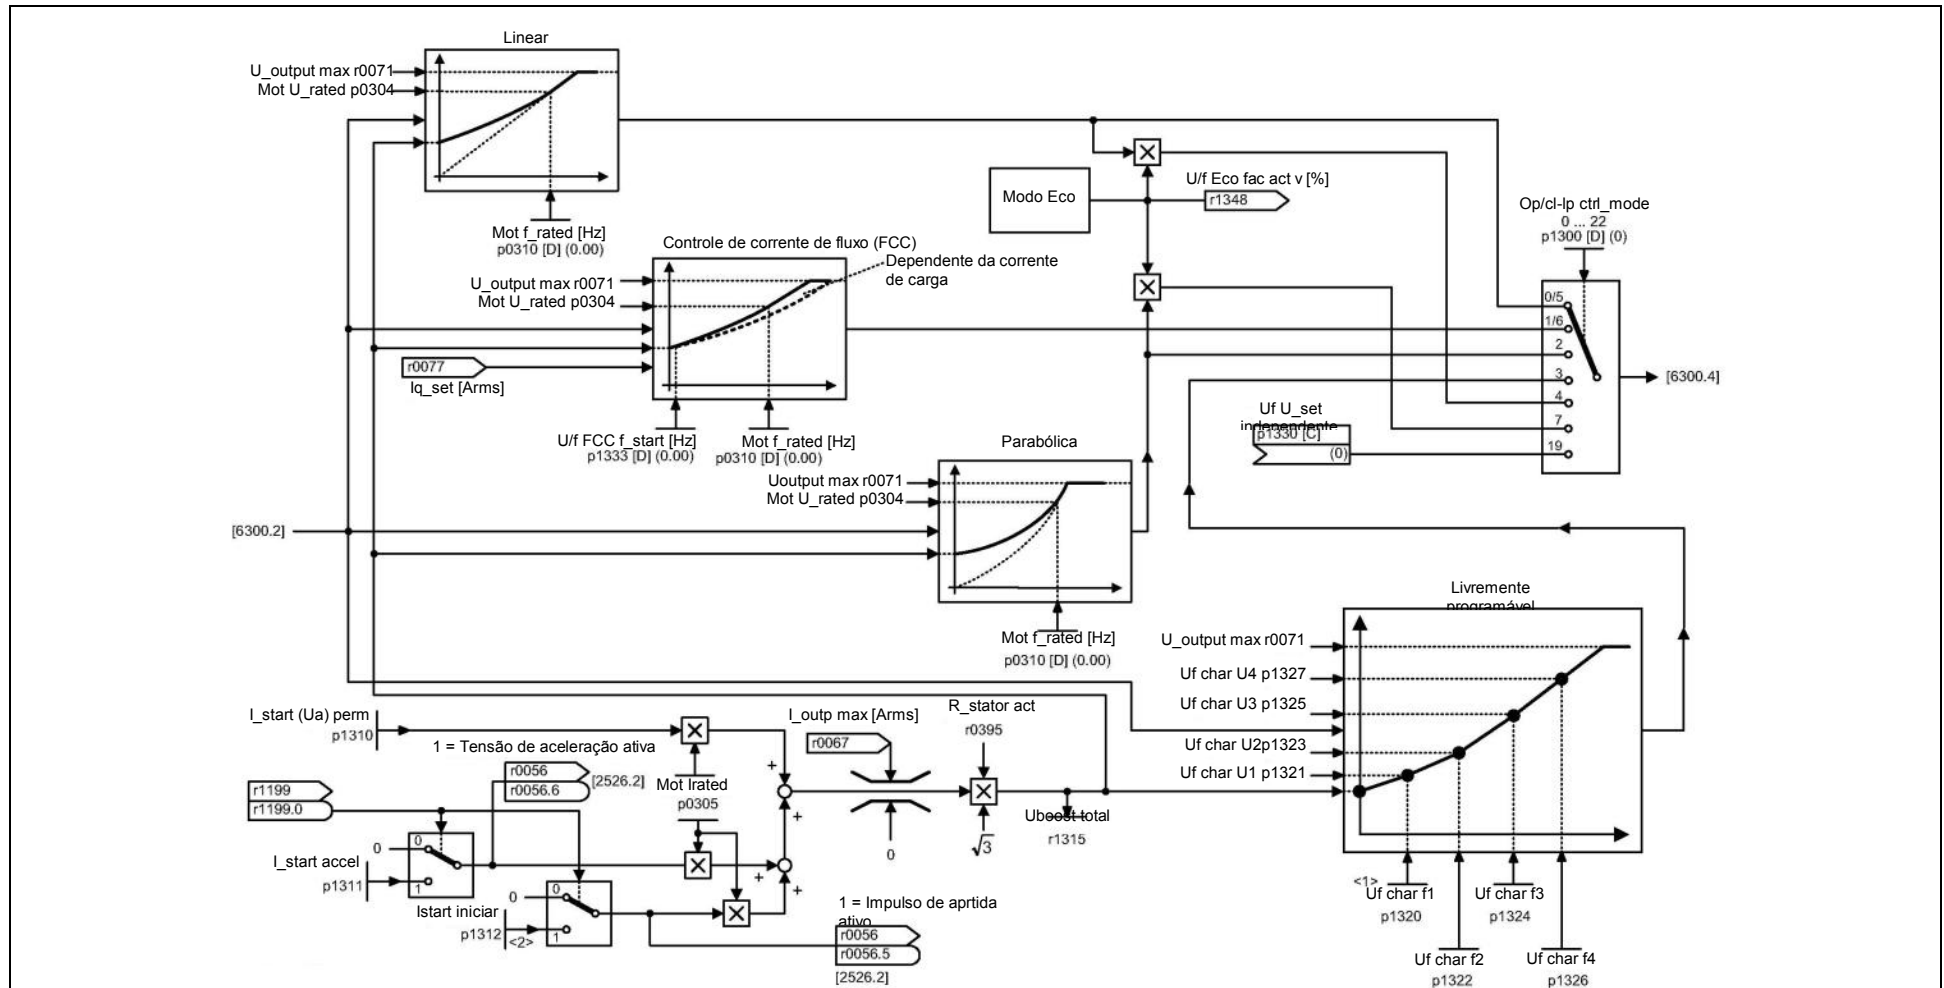 Linear
U_output max r0071
Mot U_rated p0304
Mot f_rated [Hz]
p0310 [D] (0.00)
Controle de corrente de fluxo (FCC)
Dependente da corrente
de carga
U_output max r0071
Mot U_rated p0304
r0077
Iq_set [Arms]
U/f FCC f_start [Hz]
p1333 [D] (0.00)
Mot f_rated [Hz]
p0310 [D] (0.00)
Modo Eco
U/f Eco fac act v [%]
r1348
Op/cl-lp ctrl_mode
0 ... 22
p1300 [D] (0)
0/5
1/6
2
3
4
7
19
[6300.4]
Uf U_set
independente
p1330 [C]
(0)
Parabólica
Uoutput max r0071
Mot U_rated p0304
Mot f_rated [Hz]
p0310 [D] (0.00)
[6300.2]
Livremente
programável
U_output max r0071
Uf char U4 p1327
Uf char U3 p1325
Uf char U2p1323
Uf char U1 p1321
<1>
Uf char f1
p1320
Uf char f3
p1324
Uf char f2
p1322
Uf char f4
p1326
I_start (Ua) perm
p1310
1 = Tensão de aceleração ativa
r0056
r0056.6
[2526.2]
Mot Irated
p0305
I_outp max [Arms]
r0067
R_stator act
r0395
+
+
+
+
0
√3
Uboost total
r1315
r1199
r1199.0
0
0
1
I_start accel
p1311
Istart iniciar
p1312
<2>
0
0
1
1 = Impulso de aprtida
ativo
r0056
r0056.5
[2526.2]